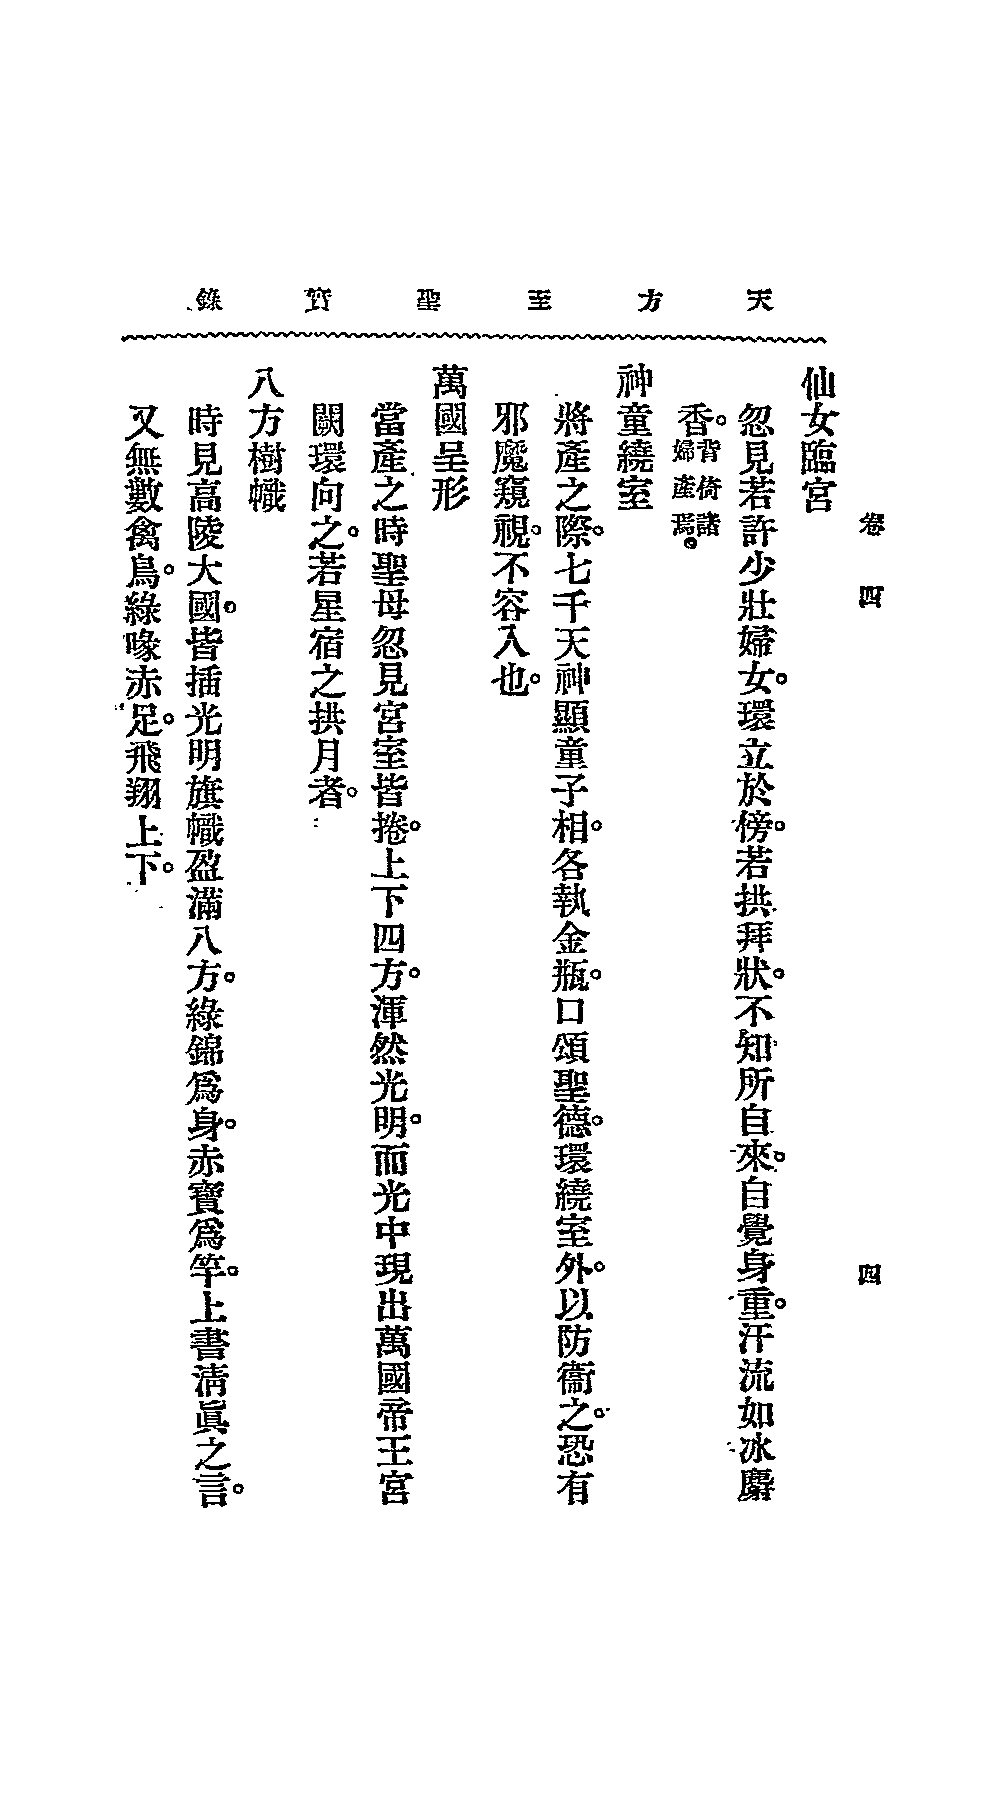 天方至聖實錄
卷四
四
仙女臨宮
忽見若許少壯婦女。環立於傍。若拱拜狀。不知所自來。自覺身重。汗流如冰麝
香。背倚諸婦產焉。
神童繞室
將產之際。七千天神顯童子相。各執金瓶。口頌聖德。環繞室外。以防衞之。恐有
邪魔窺視。不容入也。
萬國呈形
當產之時聖母忽見宮室皆捲。上下四方。渾然光明。而光中現出萬國帝王宮
闕環向之。若星宿之拱月者。
八方樹幟
時見高陵大國。皆插光明旗幟盈滿八方。綠錦爲身。赤寶爲竿。上書淸眞之言。
又無數禽鳥。綠喙赤足。飛翔上下。